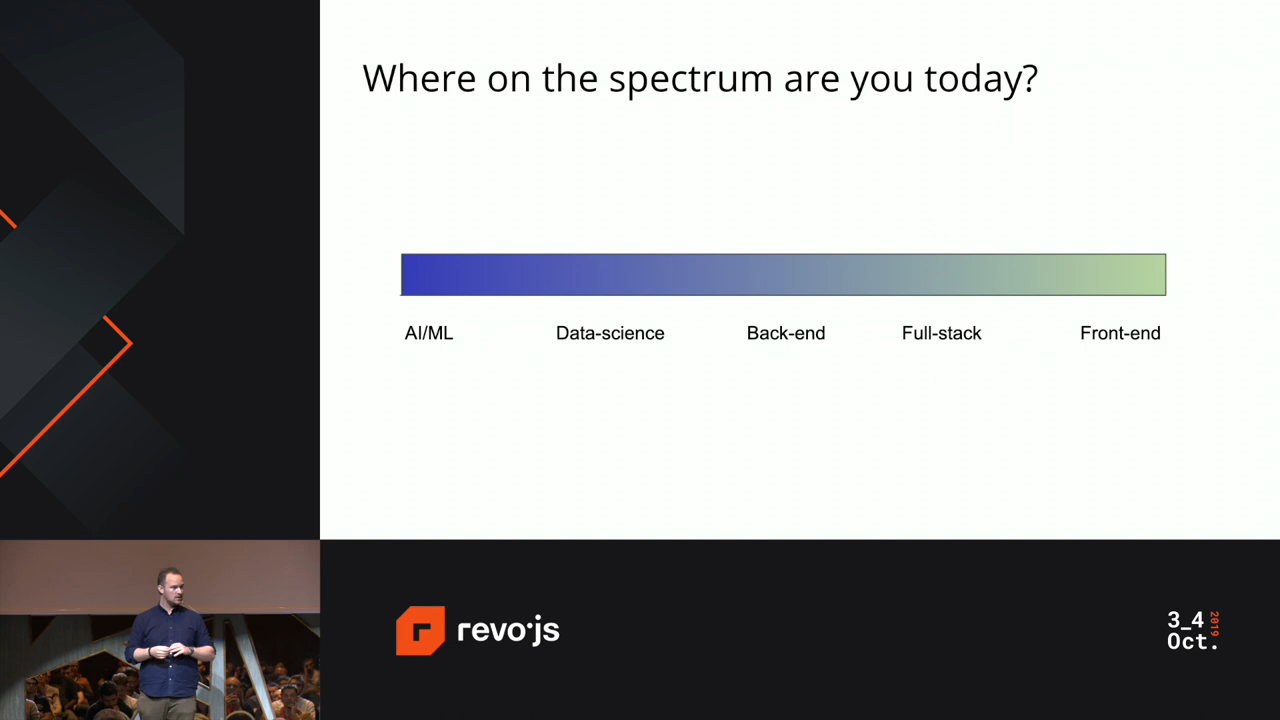 Where on the spectrum are you today?
AI/ML
Data-science
Back-end
Full-stack
Front-end
revo.js
3_4
Oct.
2019